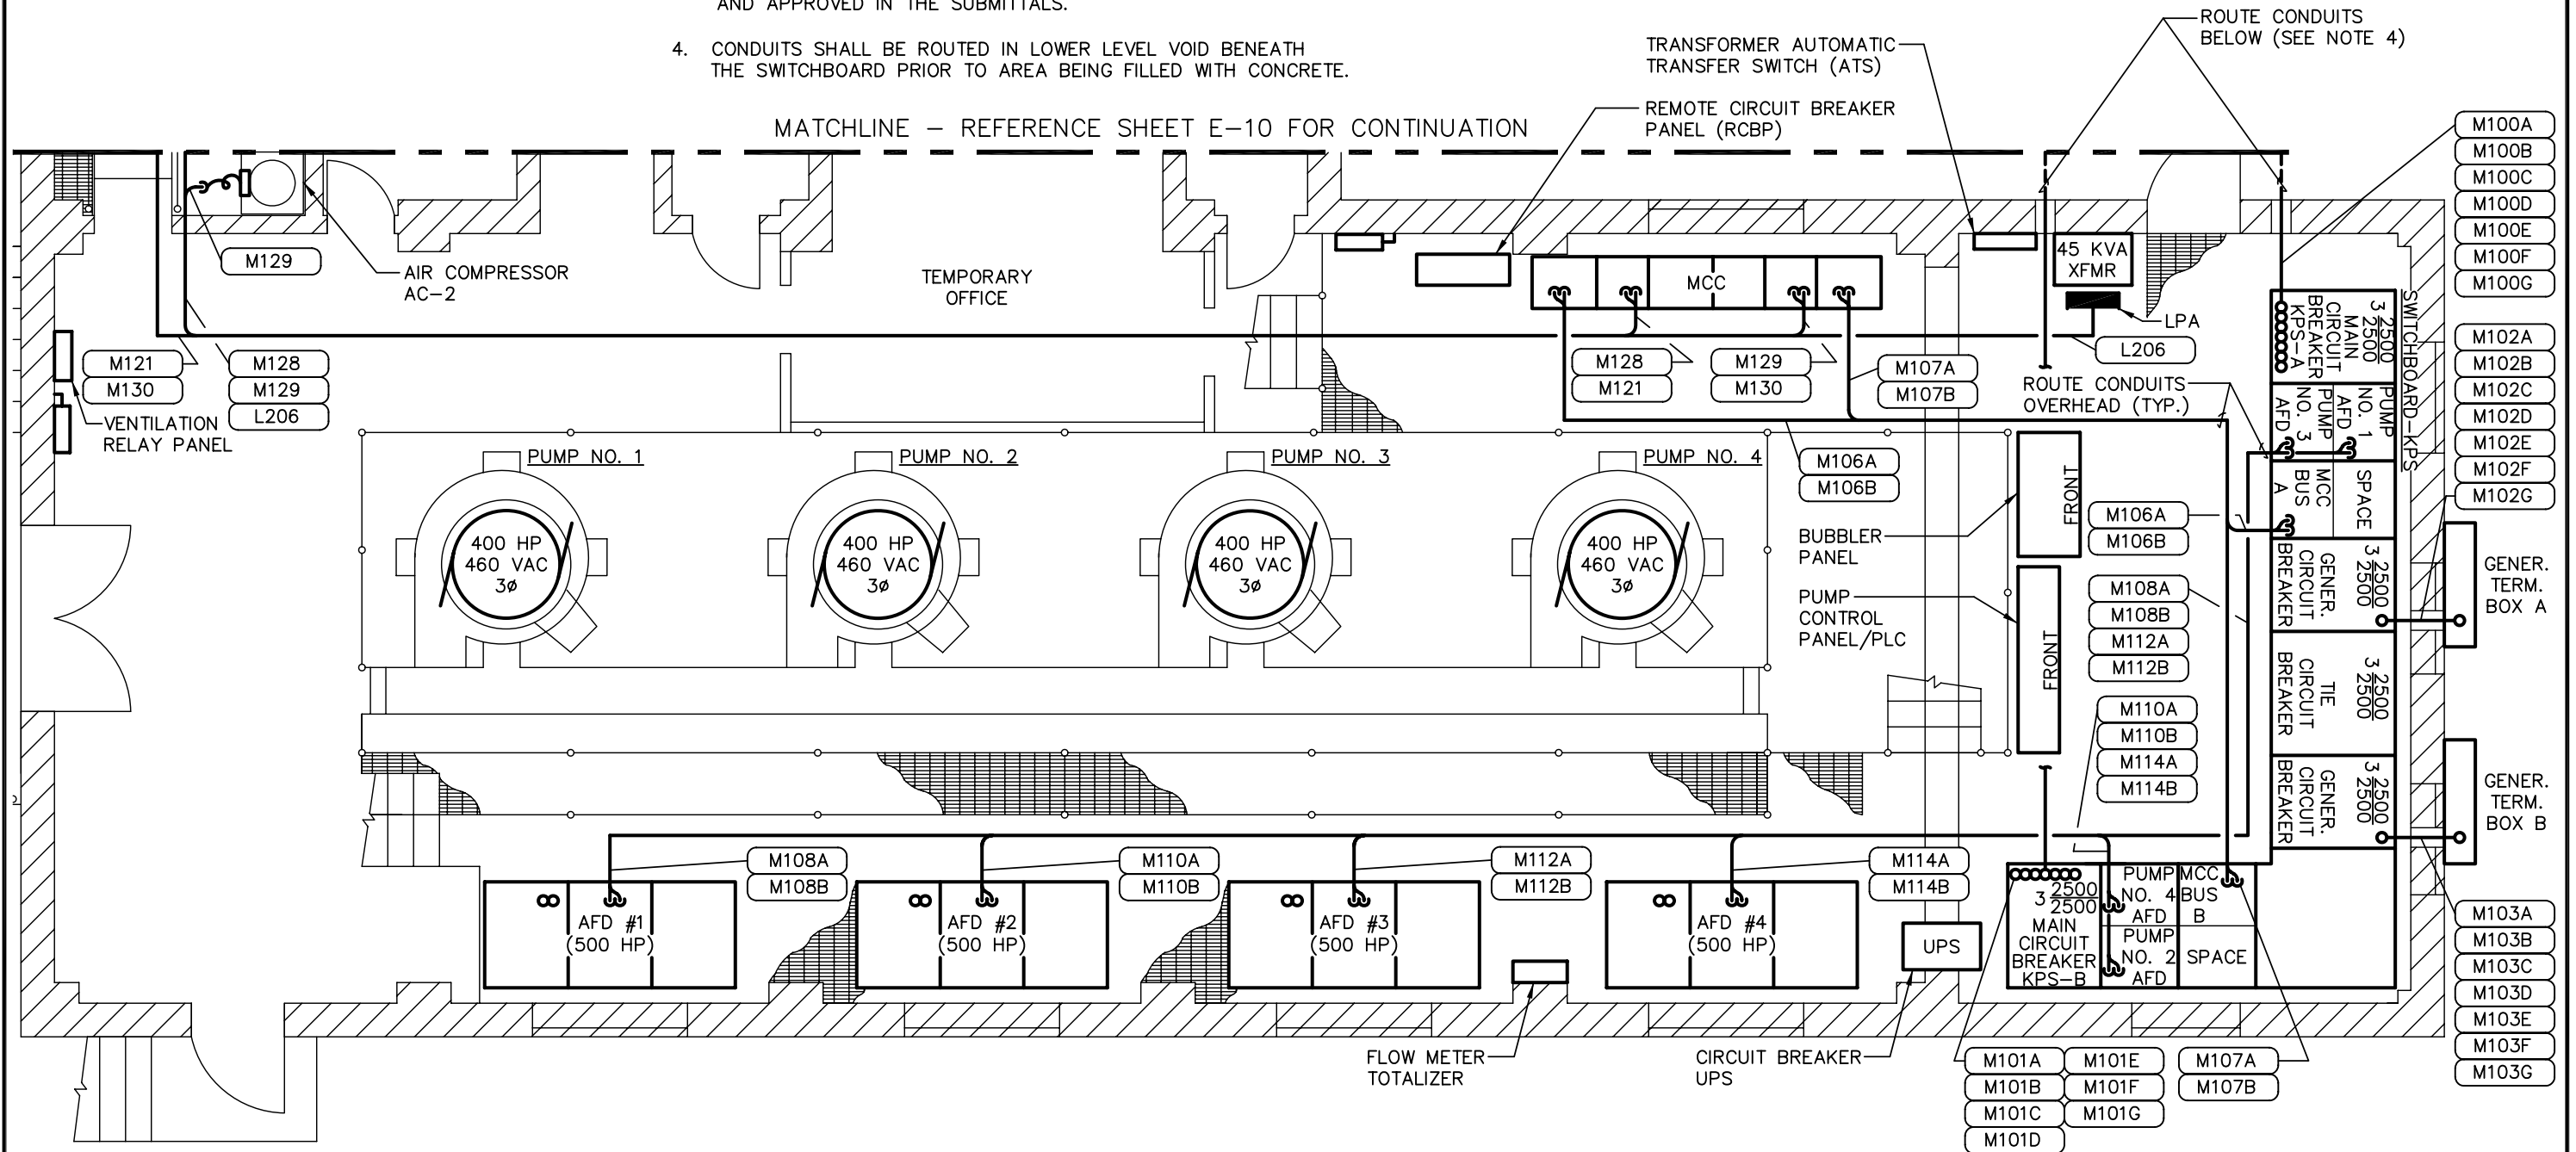 AND APPROVED IN THE SUBMITTALS.
4. CONDUITS SHALL BE ROUTED IN LOWER LEVEL VOID BENEATH
THE SWITCHBOARD PRIOR TO AREA BEING FILLED WITH CONCRETE.
MATCHLINE – REFERENCE SHEET E-10 FOR CONTINUATION
TRANSFORMER AUTOMATIC
TRANSFER SWITCH (ATS)
REMOTE CIRCUIT BREAKER
PANEL (RCBP)
ROUTE CONDUITS
BELOW (SEE NOTE 4)
M100A
M100B
M100C
M100D
M100E
M100F
M100G
M129
AIR COMPRESSOR
AC-2
TEMPORARY
OFFICE
MCC
45 KVA
XFMR
LPA
L206
M121
M130
M128
M129
L206
VENTILATION
RELAY PANEL
M128
M121
M129
M130
M107A
M107B
ROUTE CONDUITS
OVERHEAD (TYP.)
SWITCHBOARD-KPS
3 2500
2500
MAIN
CIRCUIT
BREAKER
KPS-A
PUMP
NO. 1
AFD
PUMP
NO. 3
AFD
SPACE
MCC
BUS
A
3 2500
2500
GENER.
CIRCUIT
BREAKER
3 2500
2500
TIE
CIRCUIT
BREAKER
3 2500
2500
GENER.
CIRCUIT
BREAKER
M102A
M102B
M102C
M102D
M102E
M102F
M102G
PUMP NO. 1
PUMP NO. 2
PUMP NO. 3
PUMP NO. 4
400 HP
460 VAC
3ø
400 HP
460 VAC
3ø
400 HP
460 VAC
3ø
400 HP
460 VAC
3ø
M106A
M106B
FRONT
BUBBLER
PANEL
PUMP
CONTROL
PANEL/PLC
FRONT
M106A
M106B
M108A
M108B
M112A
M112B
M110A
M110B
M114A
M114B
GENER.
TERM.
BOX A
GENER.
TERM.
BOX B
M108A
M108B
M110A
M110B
M112A
M112B
M114A
M114B
AFD #1
(500 HP)
AFD #2
(500 HP)
AFD #3
(500 HP)
AFD #4
(500 HP)
UPS
3 2500
2500
MAIN
CIRCUIT
BREAKER
KPS-B
PUMP
NO. 4
AFD
PUMP
NO. 2
AFD
MCC
BUS
B
SPACE
M103A
M103B
M103C
M103D
M103E
M103F
M103G
FLOW METER
TOTALIZER
CIRCUIT BREAKER
UPS
M101A
M101B
M101C
M101D
M101E
M101F
M101G
M107A
M107B